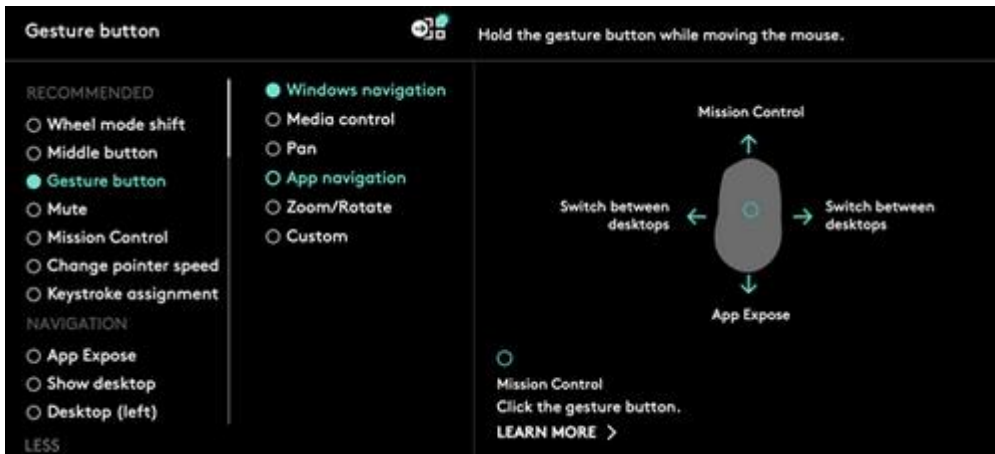 Gesture button
Hold the gesture button while moving the mouse.
RECOMMENDED
Wheel mode shift
Middle button
Gesture button
Mute
Mission Control
Change pointer speed
Keystroke assignment
NAVIGATION
App Expose
Show desktop
Desktop (left)
LESS
Windows navigation
Media control
Pan
App navigation
Zoom/Rotate
Custom
Mission Control
Switch between
desktops
Switch between
desktops
App Expose
Mission Control
Click the gesture button.
LEARN MORE